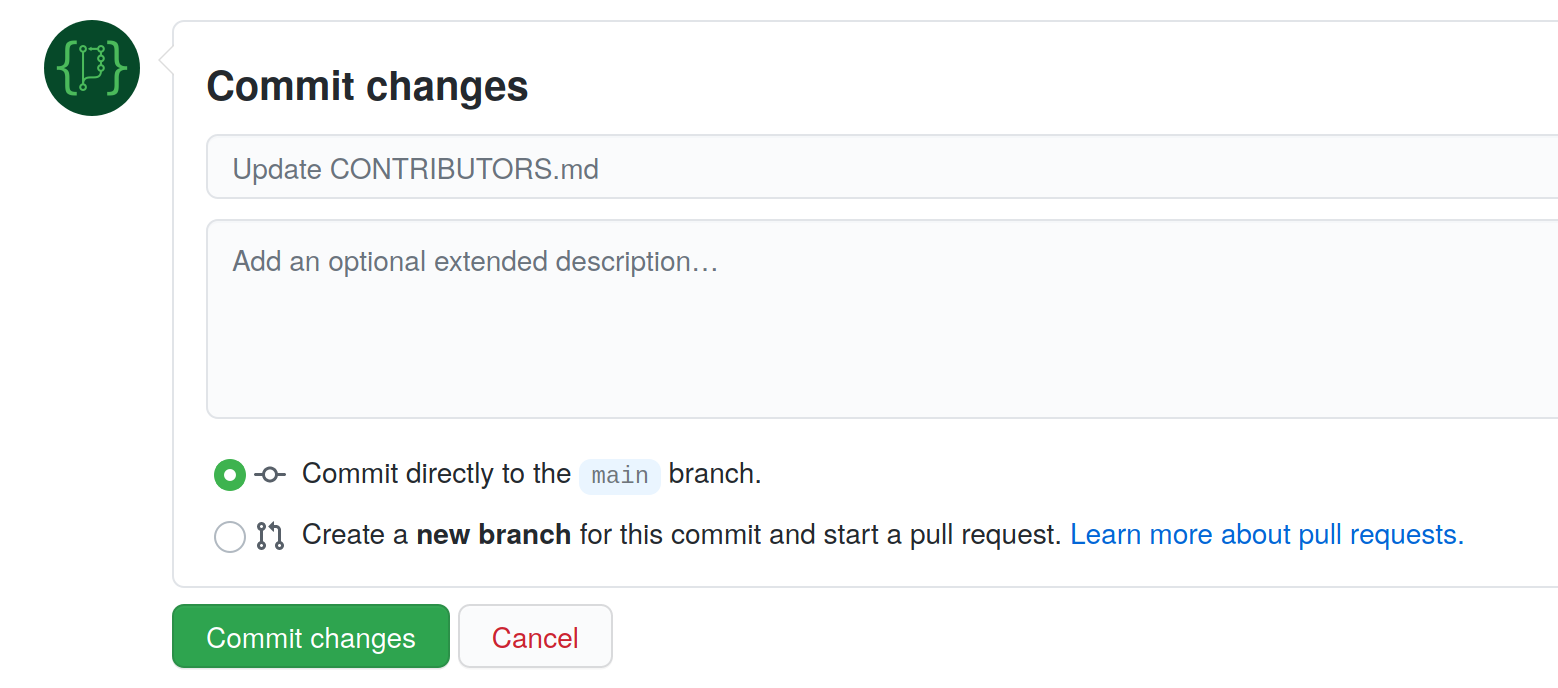 Commit changes
Update CONTRIBUTORS.md
Add an optional extended description…
Commit directly to the main branch.
Create a new branch for this commit and start a pull request. Learn more about pull requests.
Commit changes
Cancel